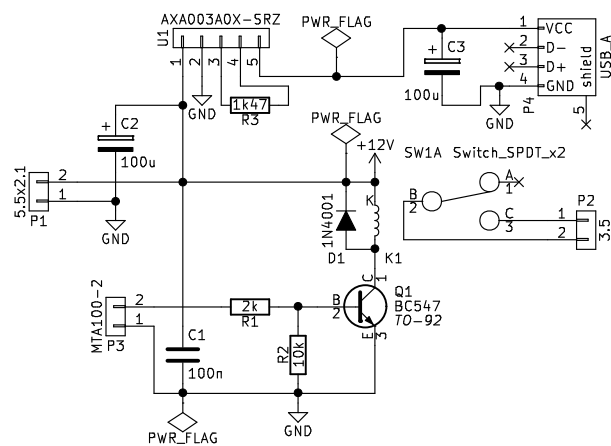 AXA003A0X-SRZ
U1
1
2
3
4
5
1k47
R3
PWR_FLAG
GND
+
C3
100u
GND
1
VCC
2
D-
3
D+
4
GND
P4
shield
5
USB_A
+
C2
100u
GND
PWR_FLAG
+12V
5.5x2.1
P1
2
1
1N4001
D1
K
K1
SW1A Switch_SPDT_x2
A
1
B
2
C
3
P2
1
2
3.5
MTA100-2
P3
2
1
2k
R1
R2
10k
C1
100n
B
2
C
1
E
3
Q1
BC547
TO-92
PWR_FLAG
GND